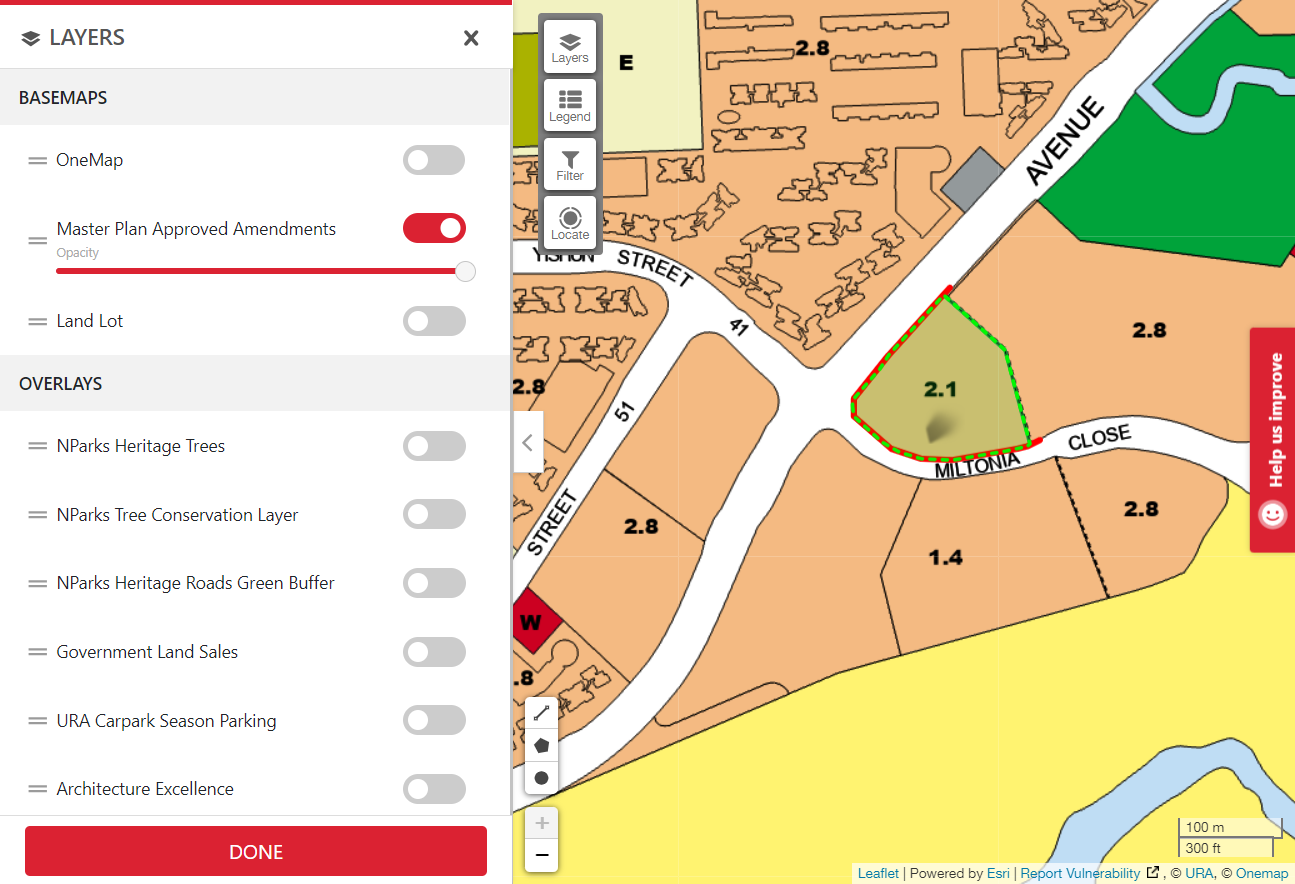 LAYERS
BASEMAPS
OneMap
Master Plan Approved Amendments
Opacity
Land Lot
OVERLAYS
NParks Heritage Trees
NParks Tree Conservation Layer
NParks Heritage Roads Green Buffer
Government Land Sales
URA Carpark Season Parking
Architecture Excellence
DONE
Layers
Legend
Filter
Locate
E
2.8
AVENUE
YISHUN STREET 41
2.8
2.8
2.1
STREET 51
MILTONIA CLOSE
2.8
2.8
1.4
W
.8
Help us improve
+
−
100 m
300 ft
Leaflet | Powered by Esri | Report Vulnerability , © URA, © Onemap